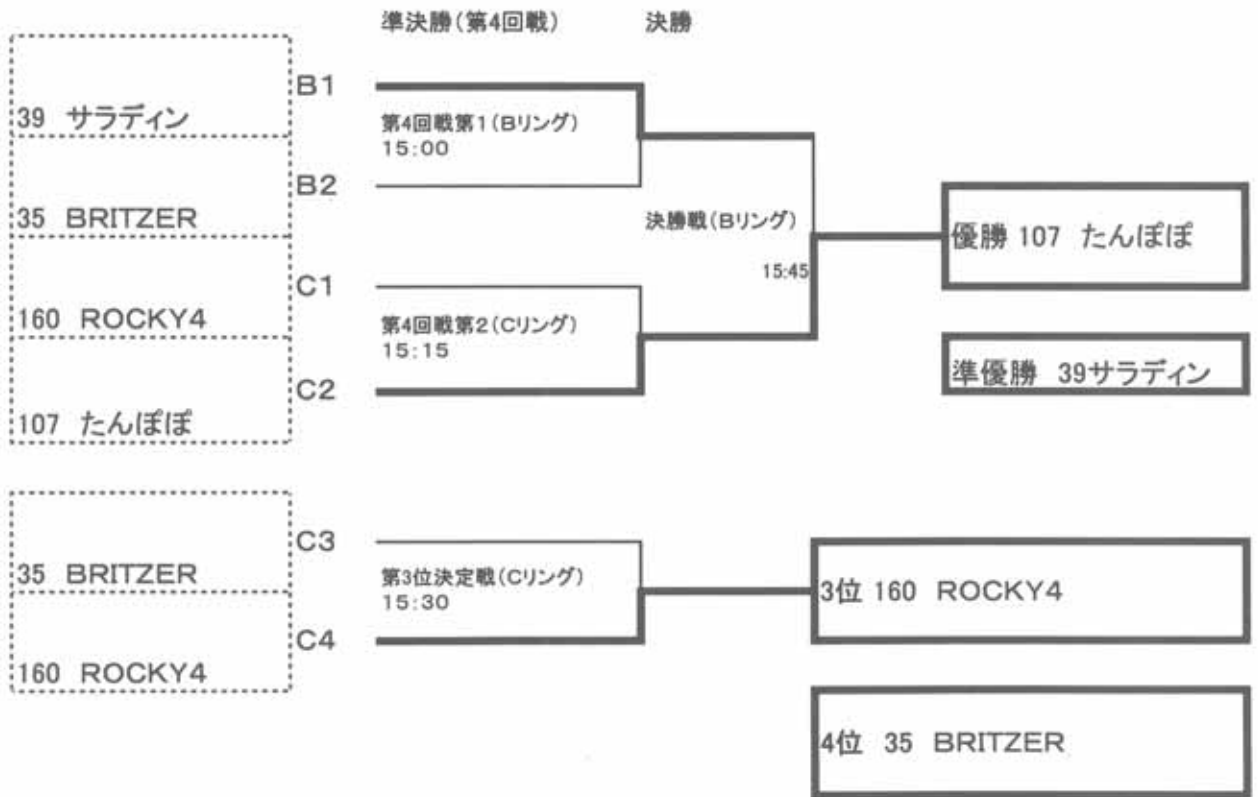 準決勝(第4回戦) 決勝
B1
39 サラディン
第4回戦第1(Bリング)
15:00
B2
35 BRITZER
決勝戦(Bリング)
優勝 107 たんぽぽ
15:45
C1
160 ROCKY4
第4回戦第2(Cリング)
15:15
準優勝 39サラディン
C2
107 たんぽぽ
C3
35 BRITZER
第3位決定戦(Cリング)
15:30
3位 160 ROCKY4
C4
160 ROCKY4
4位 35 BRITZER